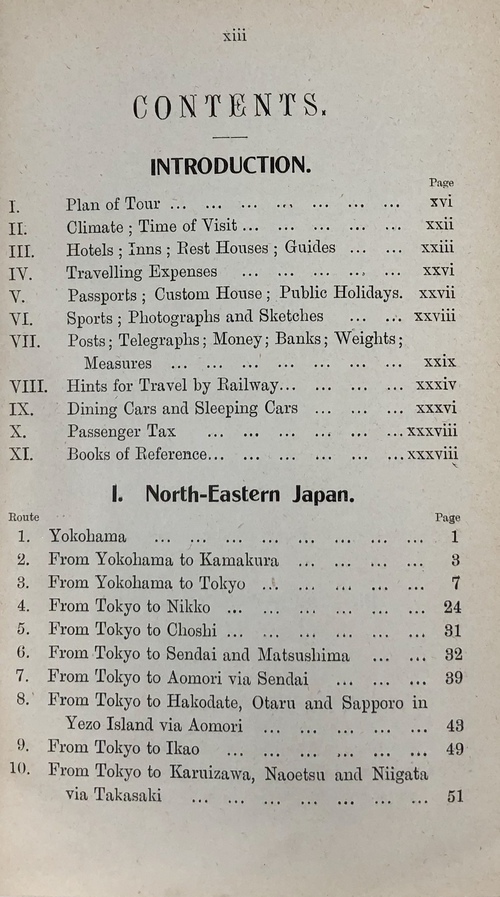 xiii
CONTENTS.
INTRODUCTION.
Page
I. Plan of Tour ... ... ... ... ... ... ... xvi
II. Climate ; Time of Visit ... ... ... ... ... xxii
III. Hotels ; Inns ; Rest Houses ; Guides ... ... xxiii
IV. Travelling Expenses ... ... ... ... ... xxvi
V. Passports ; Custom House ; Public Holidays. xxvii
VI. Sports ; Photographs and Sketches ... ... xxviii
VII. Posts; Telegraphs; Money; Banks; Weights;
Measures ... ... ... ... ... ... ... xxix
VIII. Hints for Travel by Railway... ... ... ... xxxiv
IX. Dining Cars and Sleeping Cars ... ... ... xxxvi
X. Passenger Tax ... ... ... ... ... ... xxxviii
XI. Books of Reference... ... ... ... ... ... xxxviii
I. North-Eastern Japan.
Route Page
1. Yokohama ... ... ... ... ... ... ... ... 1
2. From Yokohama to Kamakura ... ... ... ... 3
3. From Yokohama to Tokyo ... ... ... ... ... 7
4. From Tokyo to Nikko ... ... ... ... ... ... 24
5. From Tokyo to Choshi ... ... ... ... ... ... 31
6. From Tokyo to Sendai and Matsushima ... ... 32
7. From Tokyo to Aomori via Sendai ... ... ... 39
8. From Tokyo to Hakodate, Otaru and Sapporo in
Yezo Island via Aomori ... ... ... ... ... 43
9. From Tokyo to Ikao ... ... ... ... ... ... 49
10. From Tokyo to Karuizawa, Naoetsu and Niigata
via Takasaki ... ... ... ... ... ... ... 51